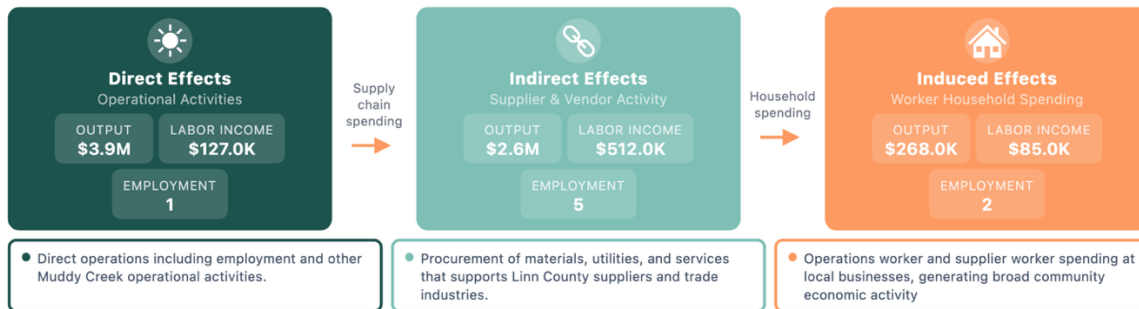 Direct Effects
Operational Activities
OUTPUT
$3.9M
LABOR INCOME
$127.0K
EMPLOYMENT
1
Supply
chain
spending
Indirect Effects
Supplier & Vendor Activity
OUTPUT
$2.6M
LABOR INCOME
$512.0K
EMPLOYMENT
5
Household
spending
Induced Effects
Worker Household Spending
OUTPUT
$268.0K
LABOR INCOME
$85.0K
EMPLOYMENT
2
Direct operations including employment and other
Muddy Creek operational activities.
Procurement of materials, utilities, and services
that supports Linn County suppliers and trade
industries.
Operations worker and supplier worker spending at
local businesses, generating broad community
economic activity